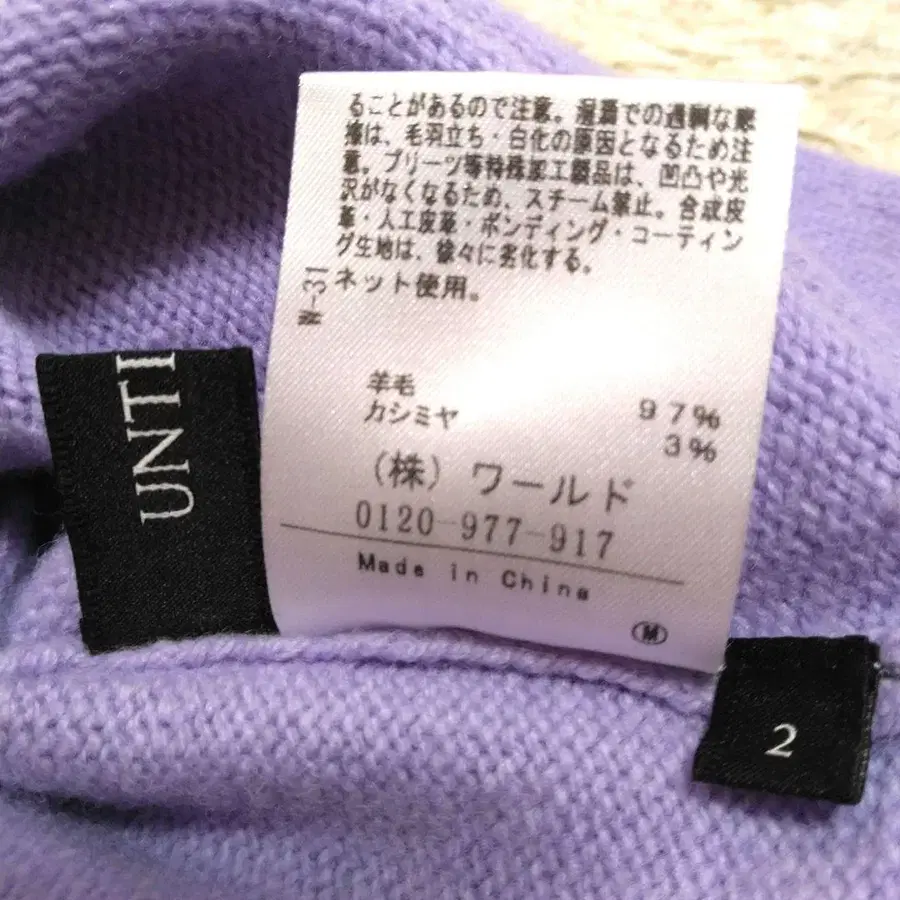 ることがあるので注意。湿潤での過酷な摩
擦は、毛羽立ち・白化の原因となるため注
意。プリーツ等特殊加工製品は、凹凸や光
沢がなくなるため、スチーム禁止。合成皮
革・人工皮革・ボンディング・コーティン
グ生地は、徐々に劣化する。
ネット使用。
N-31
羊毛 97%
カシミヤ 3%
(株) ワールド
0120-977-917
Made in China
M
UNTI
2